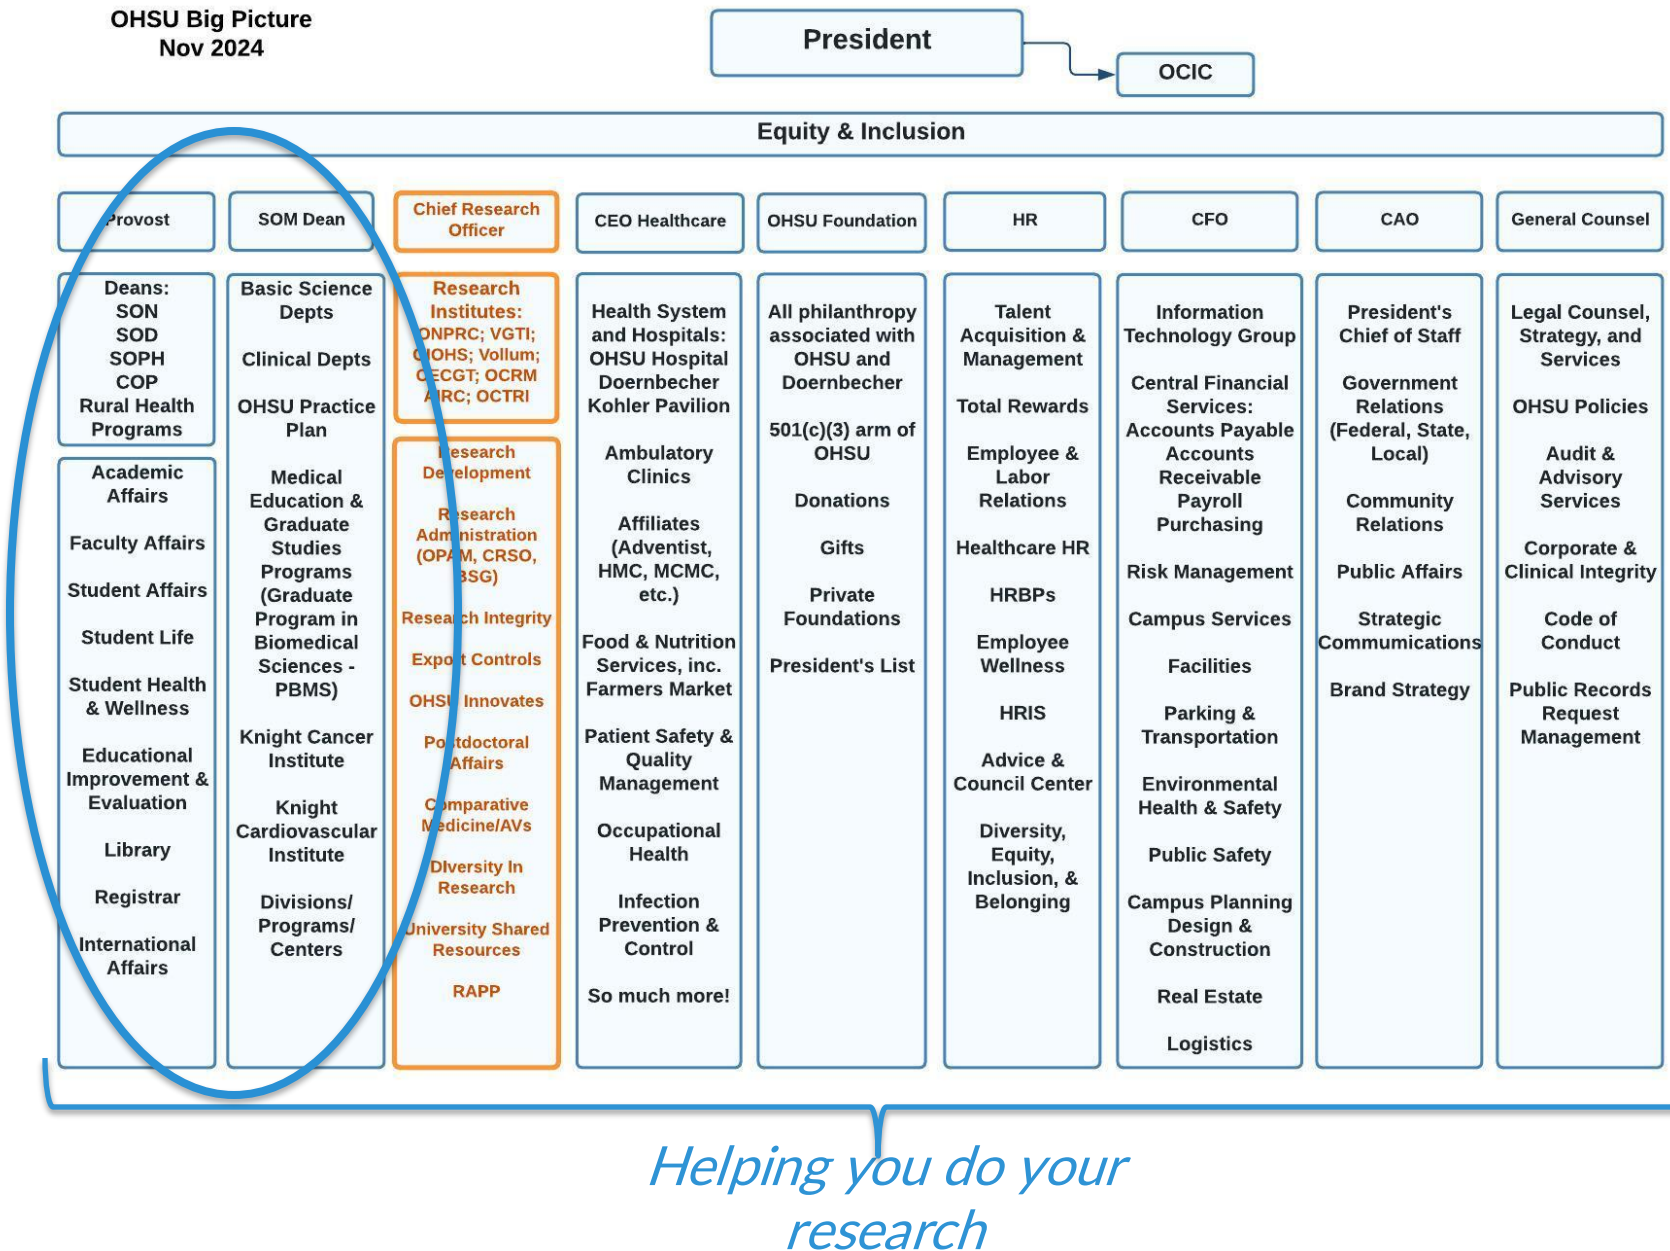 OHSU Big Picture
Nov 2024
President
OCIC
Equity & Inclusion
Provost
Deans:
SON
SOD
SOPH
COP
Rural Health
Programs
Academic
Affairs
Faculty Affairs
Student Affairs
Student Life
Student Health
& Wellness
Educational
Improvement &
Evaluation
Library
Registrar
International
Affairs
SOM Dean
Basic Science
Depts
Clinical Depts
OHSU Practice
Plan
Medical
Education &
Graduate
Studies
Programs
(Graduate
Program in
Biomedical
Sciences -
PBMS)
Knight Cancer
Institute
Knight
Cardiovascular
Institute
Divisions/
Programs/
Centers
Chief Research
Officer
Research
Institutes:
ONPRC; VGTI;
OIOHS; Vollum;
OECGT; OCRM
AIRC; OCTRI
Research
Development
Research
Administration
(OPAM, CRSO,
BSG)
Research Integrity
Export Controls
OHSU Innovates
Postdoctoral
Affairs
Comparative
Medicine/AVs
DIversity In
Research
University Shared
Resources
RAPP
CEO Healthcare
Health System
and Hospitals:
OHSU Hospital
Doernbecher
Kohler Pavilion
Ambulatory
Clinics
Affiliates
(Adventist,
HMC, MCMC,
etc.)
Food & Nutrition
Services, inc.
Farmers Market
Patient Safety &
Quality
Management
Occupational
Health
Infection
Prevention &
Control
So much more!
OHSU Foundation
All philanthropy
associated with
OHSU and
Doernbecher
501(c)(3) arm of
OHSU
Donations
Gifts
Private
Foundations
President's List
HR
Talent
Acquisition &
Management
Total Rewards
Employee &
Labor
Relations
Healthcare HR
HRBPs
Employee
Wellness
HRIS
Advice &
Council Center
Diversity,
Equity,
Inclusion, &
Belonging
CFO
Information
Technology Group
Central Financial
Services:
Accounts Payable
Accounts
Receivable
Payroll
Purchasing
Risk Management
Campus Services
Facilities
Parking &
Transportation
Environmental
Health & Safety
Public Safety
Campus Planning
Design &
Construction
Real Estate
Logistics
CAO
President's
Chief of Staff
Government
Relations
(Federal, State,
Local)
Community
Relations
Public Affairs
Strategic
Commumications
Brand Strategy
General Counsel
Legal Counsel,
Strategy, and
Services
OHSU Policies
Audit &
Advisory
Services
Corporate &
Clinical Integrity
Code of
Conduct
Public Records
Request
Management
Helping you do your
research